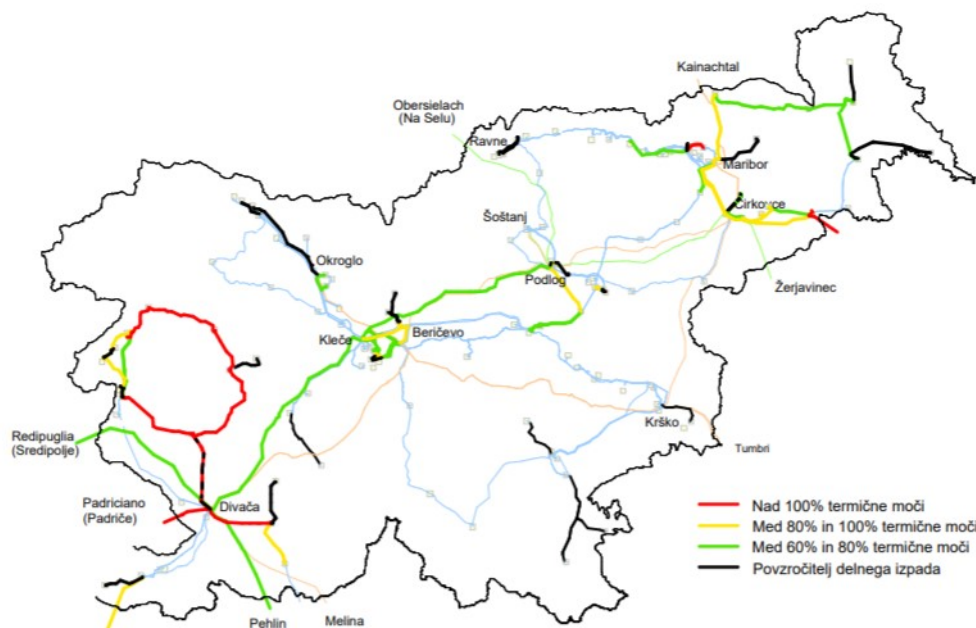 Kainachtal
Obersielach
(Na Selu)
Ravne
Maribor
Cirkovce
Šoštanj
Okroglo
Podlog
Žerjavinec
Kleče
Beričevo
Krško
Redipuglia
(Sredipolje)
Tumbri
Padriciano
(Padriče)
Divača
Pehlin
Melina
Nad 100% termične moči
Med 80% in 100% termične moči
Med 60% in 80% termične moči
Povzročitelj delnega izpada